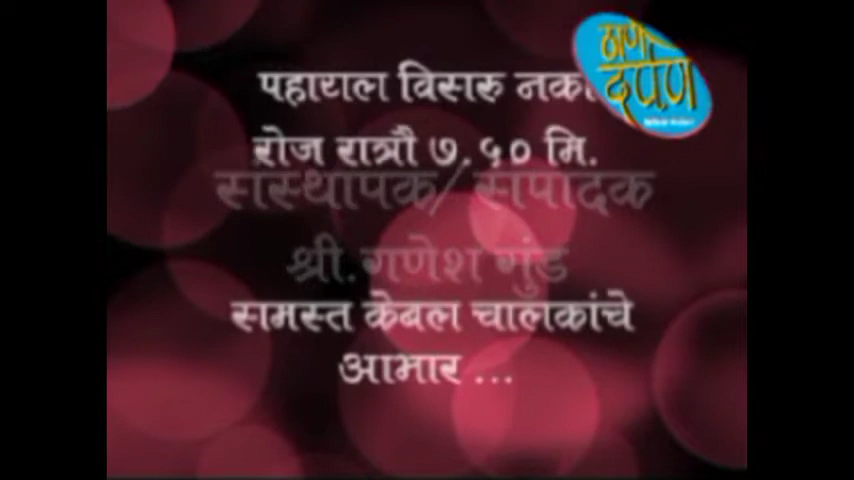 ठाणे
दर्पण
पहायला विसरु नका
रोज रात्रौ ७.५० मि.
संस्थापक/ संपादक
श्री.गणेश गुंड
समस्त केबल चालकांचे
आभार ...